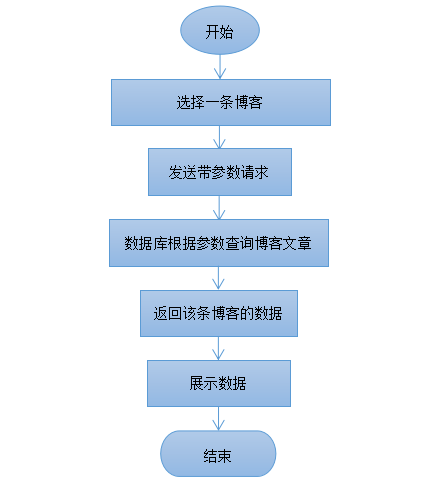 开始
选择一条博客
发送带参数请求
数据库根据参数查询博客文章
返回该条博客的数据
展示数据
结束